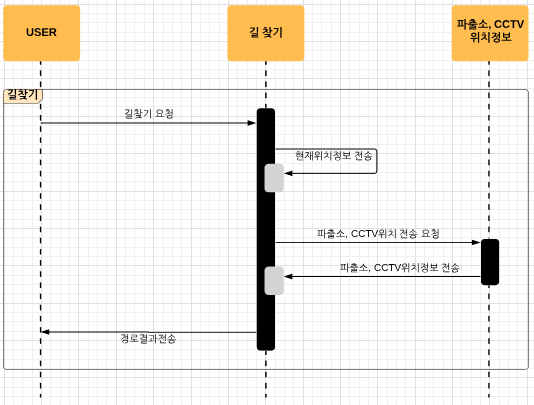 USER
길 찾기
파출소, CCTV
위치정보
길찾기
길찾기 요청
현재위치정보 전송
파출소, CCTV위치 전송 요청
파출소, CCTV위치정보 전송
경로결과전송